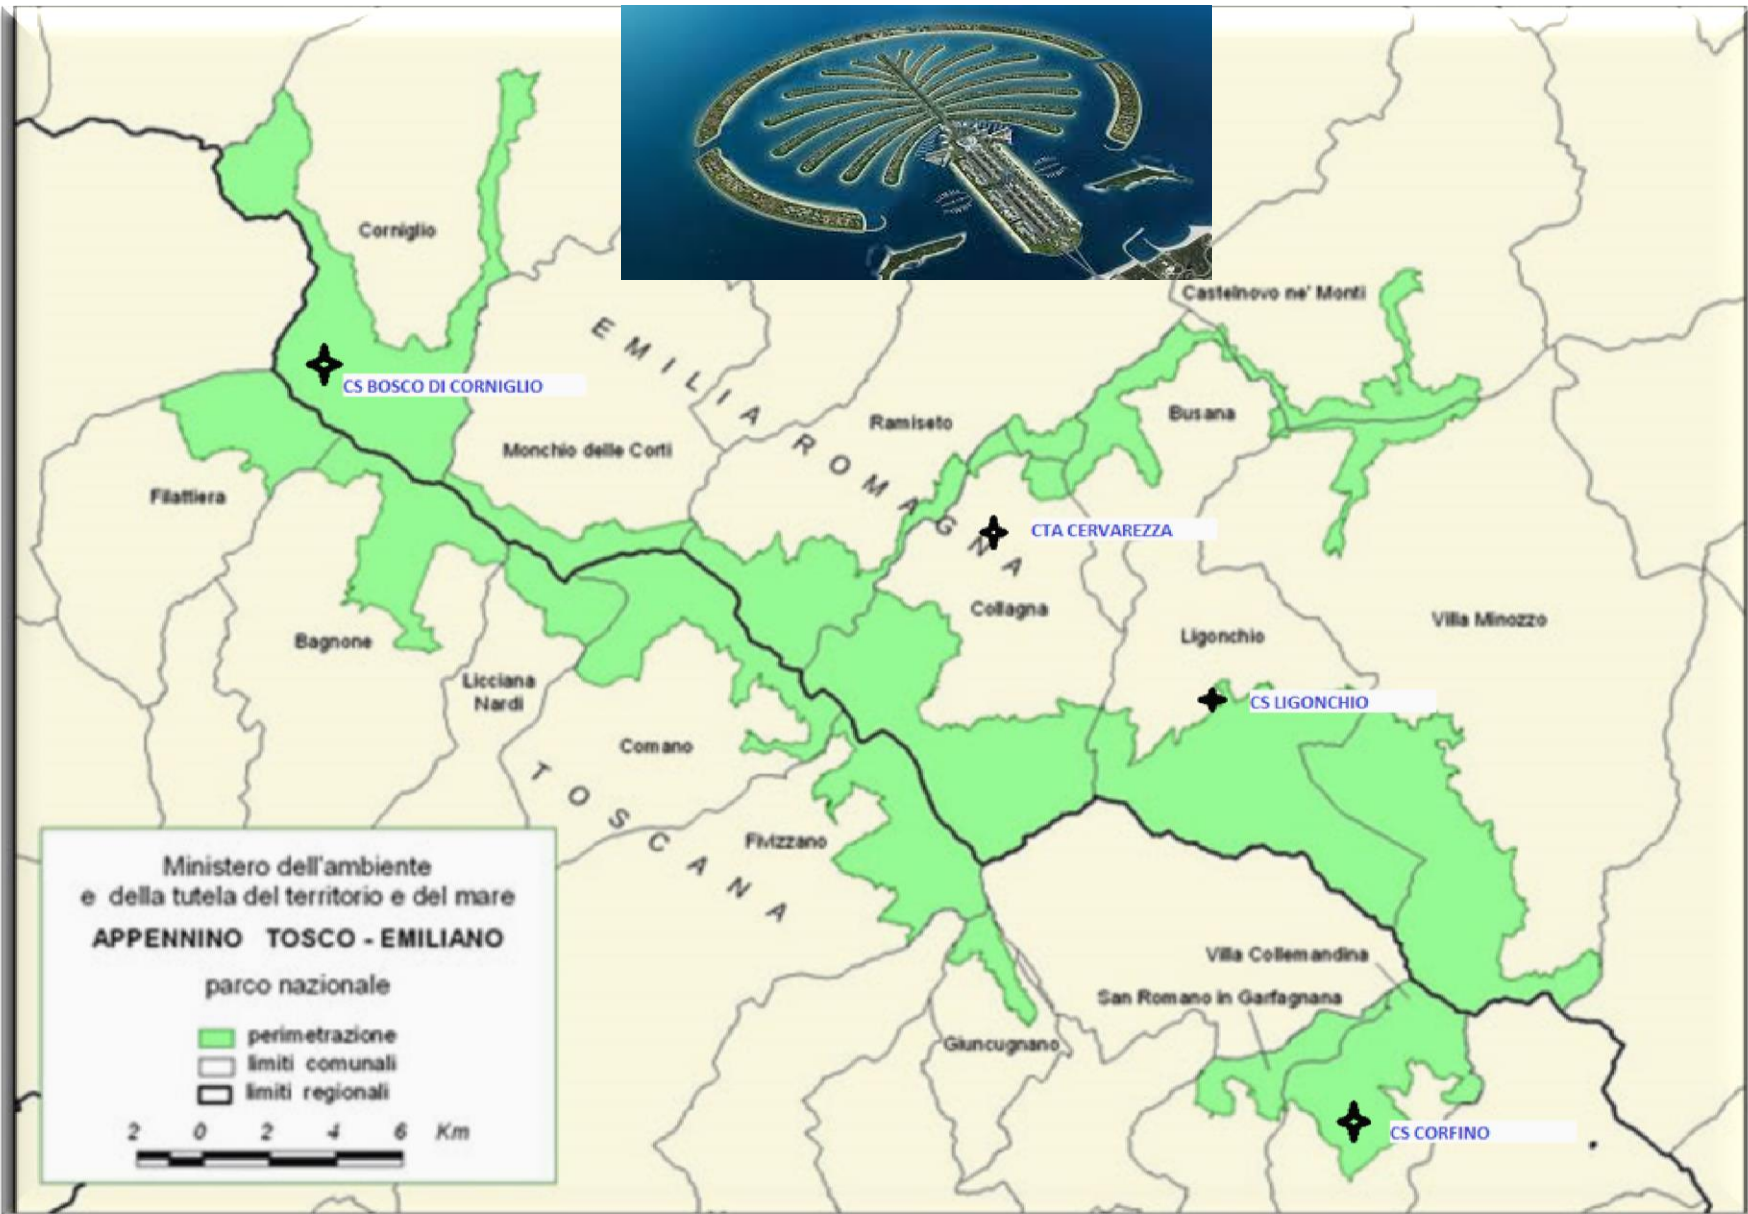 Corniglio
Castelnovo ne' Monti
CS BOSCO DI CORNIGLIO
EMILIA ROMAGNA
Ramiseto
Busana
Monchio delle Corti
Filattiera
CTA CERVAREZZA
Collagna
Villa Minozzo
Ligonchio
Bagnone
Licciana
Nardi
CS LIGONCHIO
Comano
TOSCANA
Fivizzano
Ministero dell'ambiente
e della tutela del territorio e del mare
APPENNINO TOSCO - EMILIANO
parco nazionale
perimetrazione
limiti comunali
limiti regionali
2 0 2 4 6 Km
Villa Collemandina
San Romano in Garfagnana
Giuncugnano
CS CORFINO